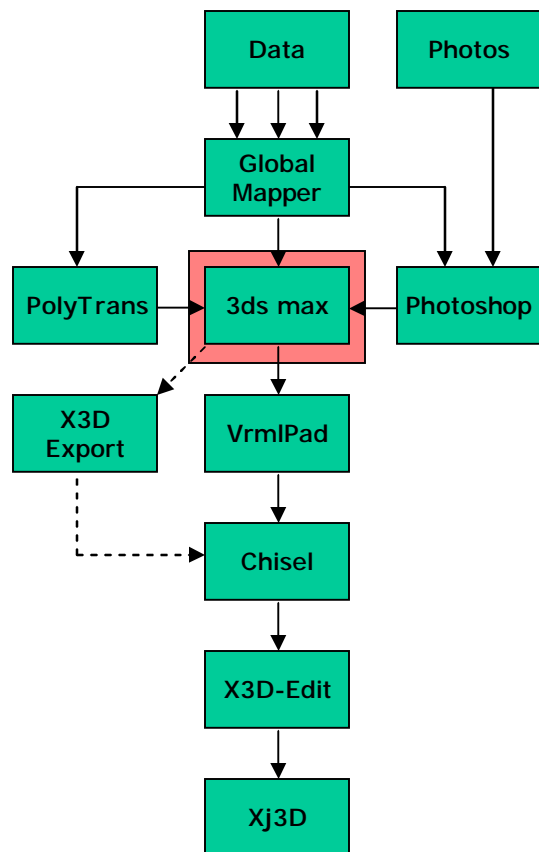 Data
Photos
Global
Mapper
PolyTrans
3ds max
Photoshop
X3D
Export
VrmlPad
Chisel
X3D-Edit
Xj3D